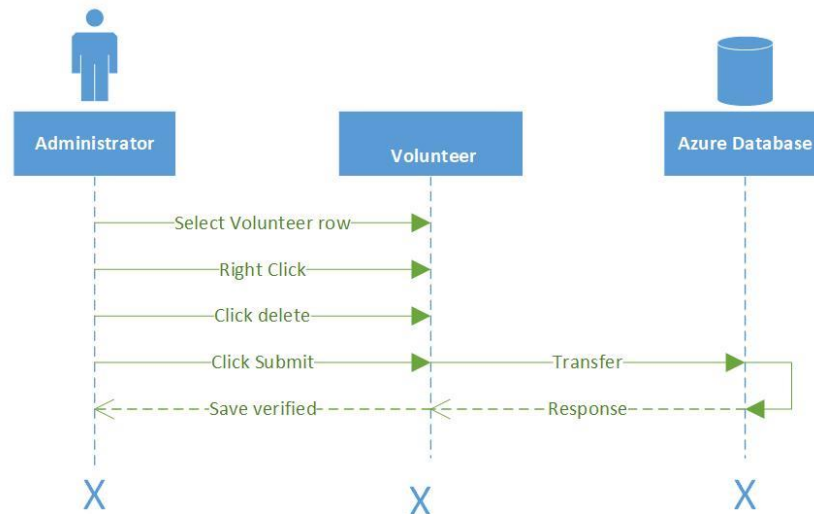 Administrator
Volunteer
Azure Database
Select Volunteer row
Right Click
Click delete
Click Submit
Transfer
Save verified
Response
X
X
X